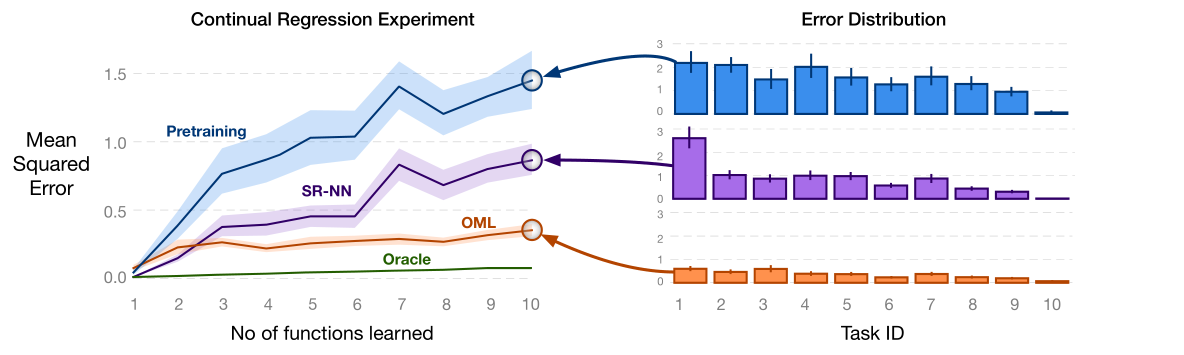 Continual Regression Experiment
Error Distribution
Mean
Squared
Error
1.5
1.0
0.5
0.0
Pretraining
SR-NN
OML
Oracle
1 2 3 4 5 6 7 8 9 10
No of functions learned
3
2
1
0
3
2
1
0
3
2
1
0
1 2 3 4 5 6 7 8 9 10
Task ID